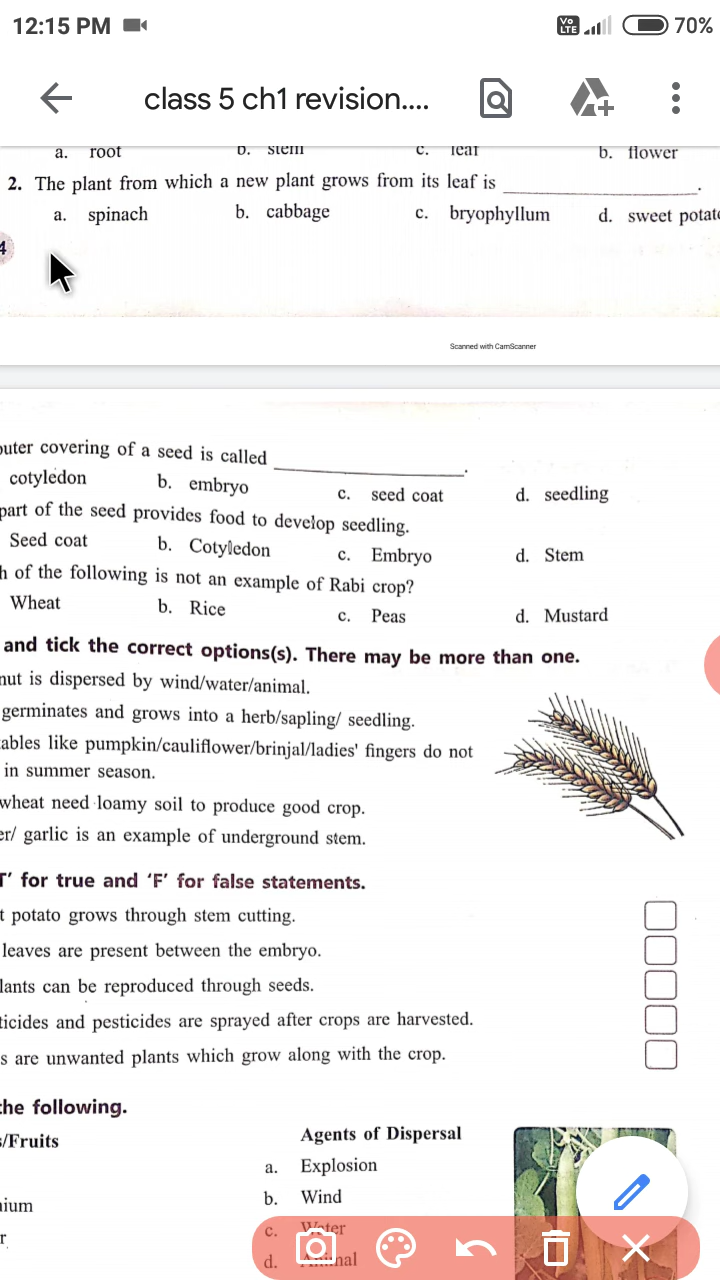 12:15 PM
Vo LTE 70%
class 5 ch1 revision....
a. root b. stem c. leaf b. flower
2. The plant from which a new plant grows from its leaf is ____________.
a. spinach b. cabbage c. bryophyllum d. sweet potat
4
Scanned with CamScanner
outer covering of a seed is called ____________.
cotyledon b. embryo c. seed coat d. seedling
part of the seed provides food to develop seedling.
Seed coat b. Cotyledon c. Embryo d. Stem
h of the following is not an example of Rabi crop?
Wheat b. Rice c. Peas d. Mustard
and tick the correct options(s). There may be more than one.
nut is dispersed by wind/water/animal.
germinates and grows into a herb/sapling/ seedling.
ables like pumpkin/cauliflower/brinjal/ladies' fingers do not
in summer season.
wheat need loamy soil to produce good crop.
er/ garlic is an example of underground stem.
T' for true and 'F' for false statements.
t potato grows through stem cutting.
leaves are present between the embryo.
lants can be reproduced through seeds.
ticides and pesticides are sprayed after crops are harvested.
s are unwanted plants which grow along with the crop.
the following.
s/Fruits Agents of Dispersal
a. Explosion
nium b. Wind
r c. Water
d. Animal